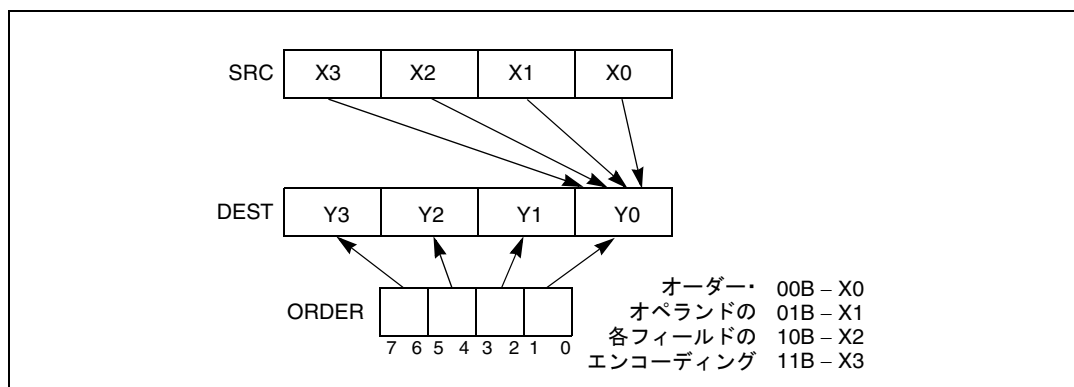 SRC X3 X2 X1 X0
DEST Y3 Y2 Y1 Y0
ORDER
7 6 5 4 3 2 1 0
オーダー・ 00B – X0
オペランドの 01B – X1
各フィールドの 10B – X2
エンコーディング 11B – X3